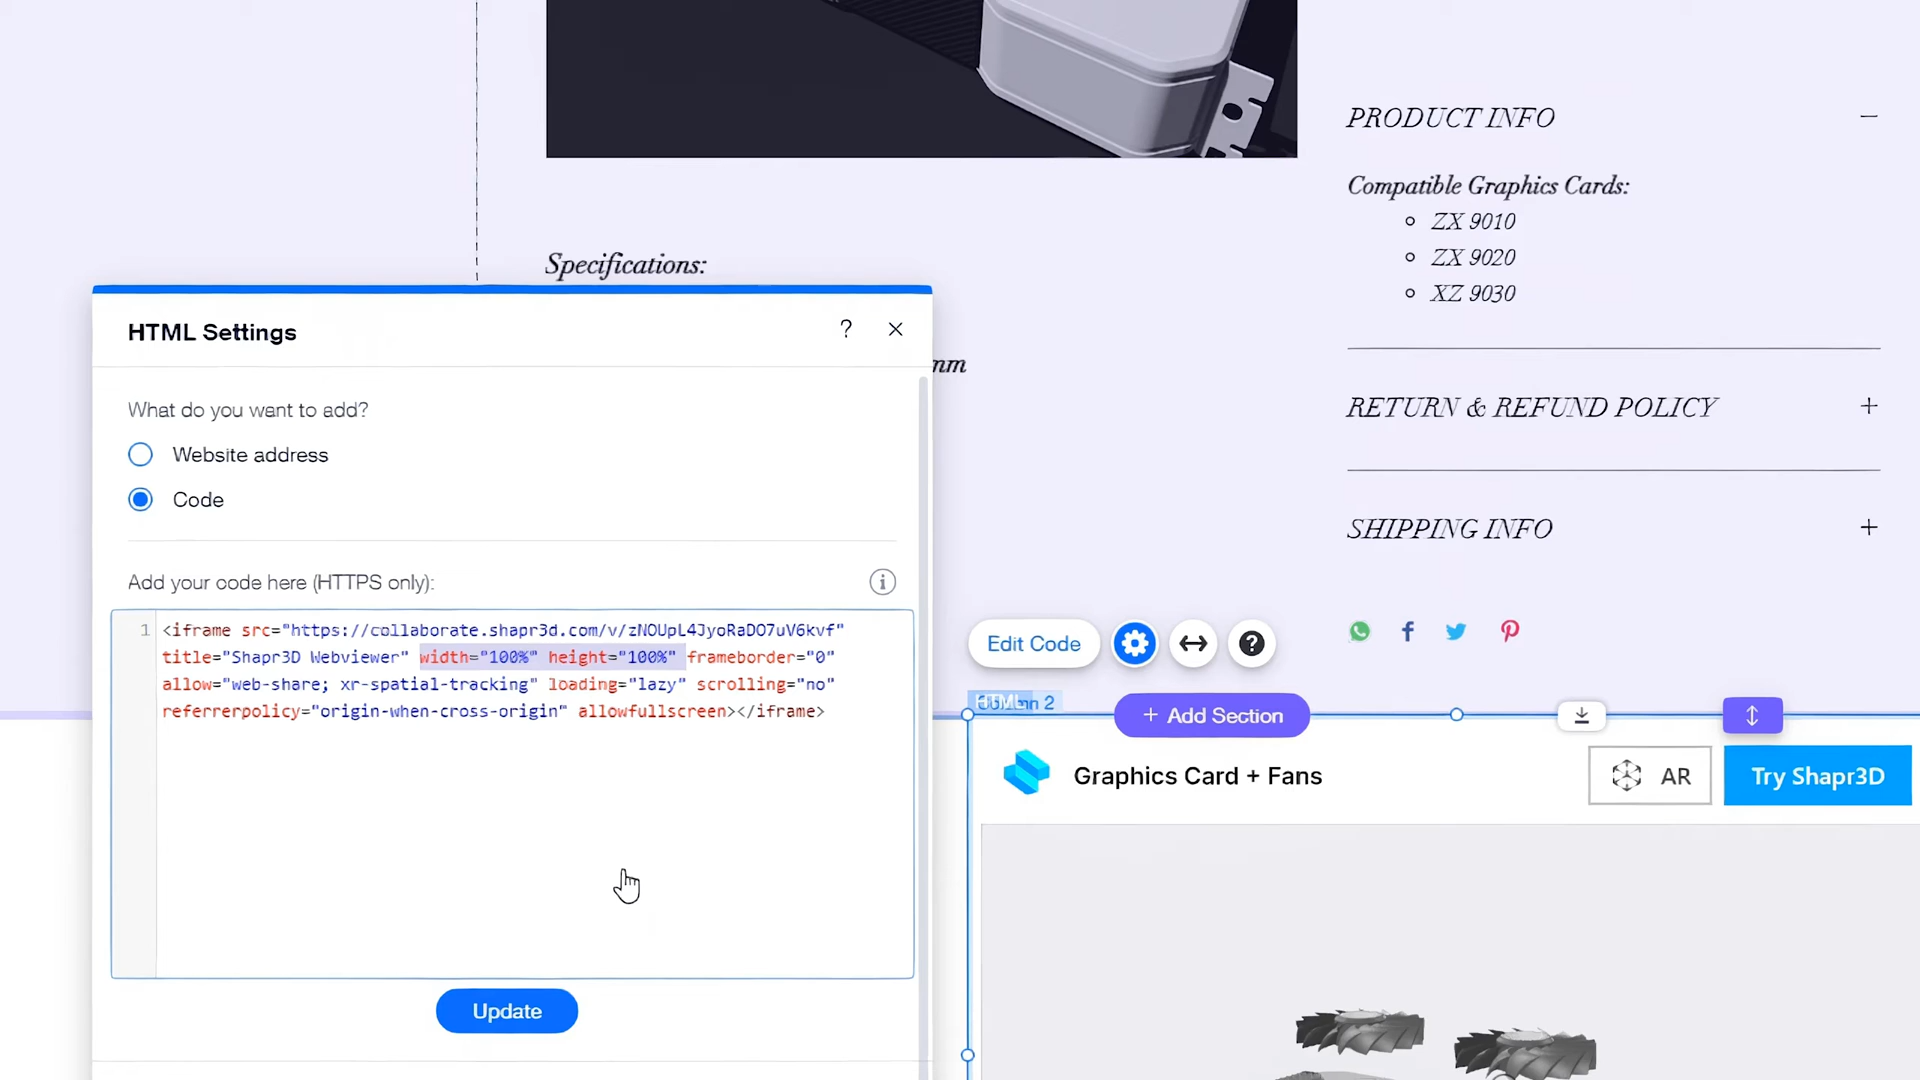 PRODUCT INFO
Compatible Graphics Cards:
ZX 9010
ZX 9020
XZ 9030
Specifications:
mm
HTML Settings
?
What do you want to add?
Website address
Code
RETURN & REFUND POLICY
SHIPPING INFO
Add your code here (HTTPS only):
1
<iframe src="https://collaborate.shapr3d.com/v/zNOUpL4JyoRaDO7uV6kvf"
title="Shapr3D Webviewer" width="100%" height="100%" frameborder="0"
allow="web-share; xr-spatial-tracking" loading="lazy" scrolling="no"
referrerpolicy="origin-when-cross-origin" allowfullscreen></iframe>
Update
Edit Code
?
HTML
2
+ Add Section
Graphics Card + Fans
AR
Try Shapr3D